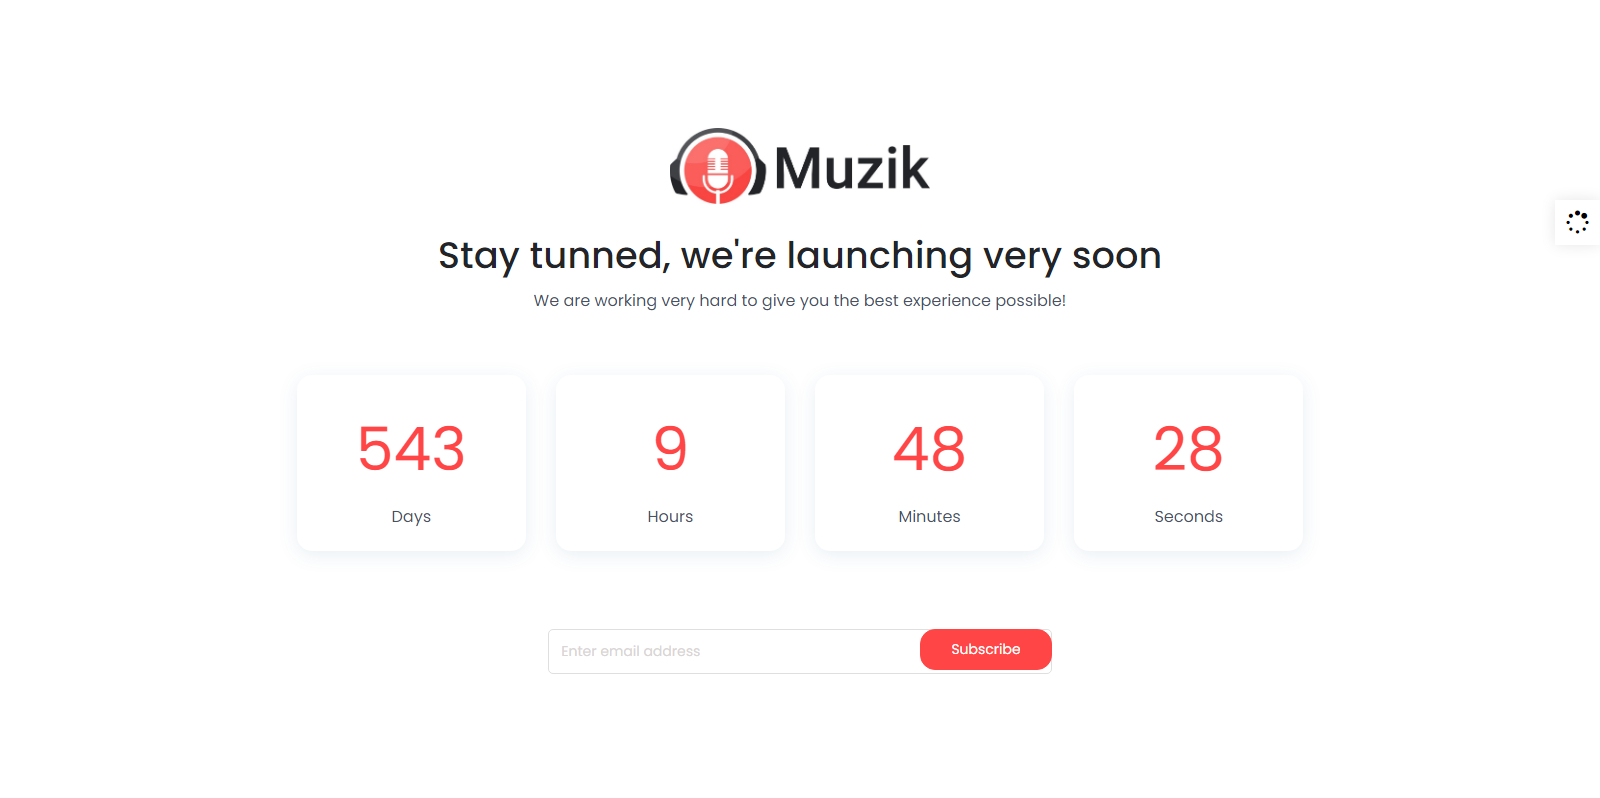 Muzik
Stay tunned, we're launching very soon
We are working very hard to give you the best experience possible!
543
Days
9
Hours
48
Minutes
28
Seconds
Enter email address
Subscribe